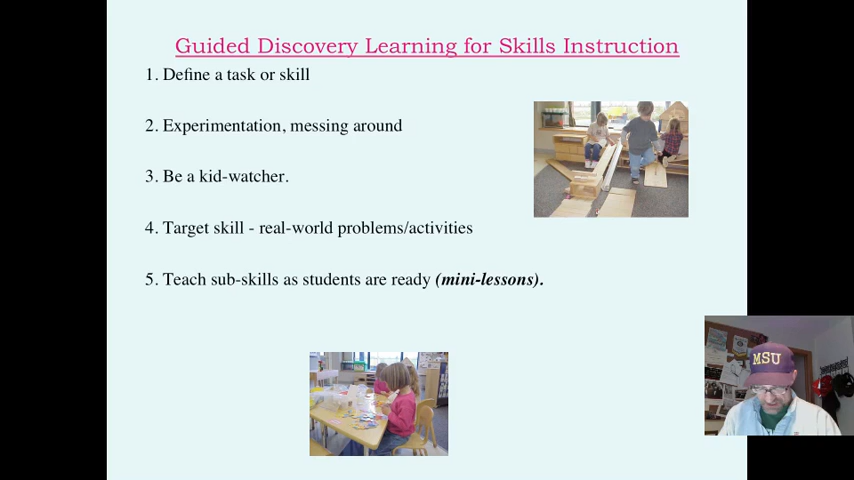 Guided Discovery Learning for Skills Instruction
1. Define a task or skill
2. Experimentation, messing around
3. Be a kid-watcher.
4. Target skill - real-world problems/activities
5. Teach sub-skills as students are ready (mini-lessons).
MSU